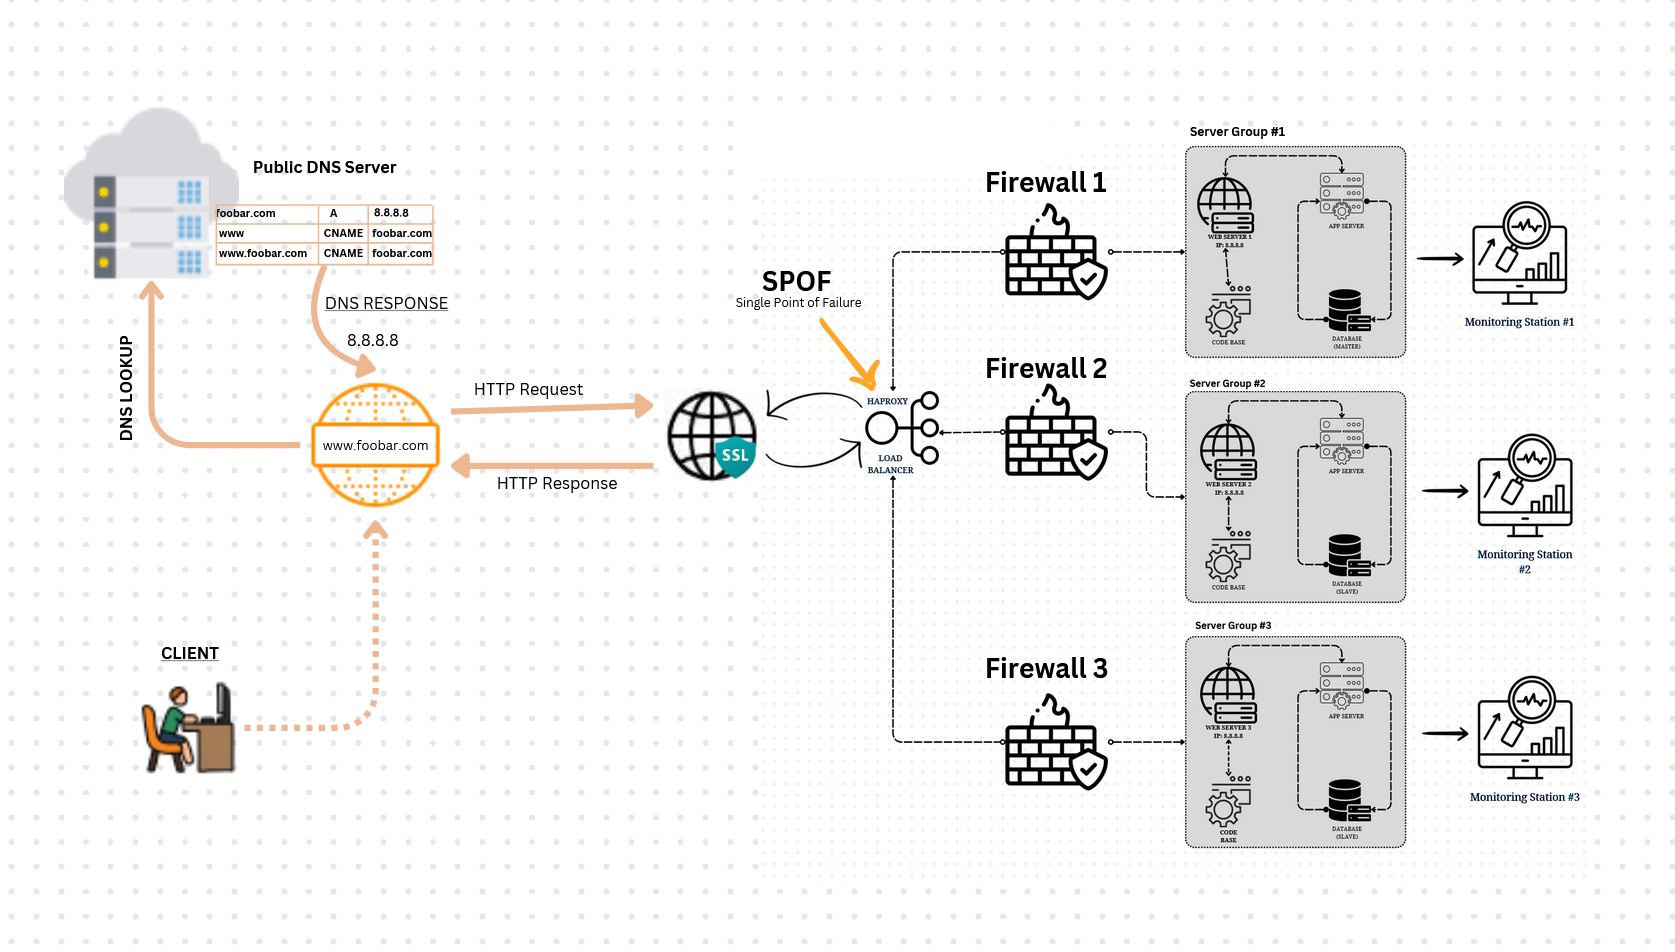 Public DNS Server
foobar.com A 8.8.8.8
www CNAME foobar.com
www.foobar.com CNAME foobar.com
DNS RESPONSE
8.8.8.8
DNS LOOKUP
www.foobar.com
HTTP Request
HTTP Response
CLIENT
SSL
SPOF
Single Point of Failure
HAPROXY
LOAD
BALANCER
Firewall 1
Firewall 2
Firewall 3
Server Group #1
WEB SERVER 1
IP: 8.8.8.8
APP SERVER
CODE BASE
DATABASE
(MASTER)
Monitoring Station #1
Server Group #2
WEB SERVER 2
IP: 8.8.8.8
APP SERVER
CODE BASE
DATABASE
(SLAVE)
Monitoring Station
#2
Server Group #3
WEB SERVER 3
IP: 8.8.8.8
APP SERVER
CODE
BASE
DATABASE
(SLAVE)
Monitoring Station #3